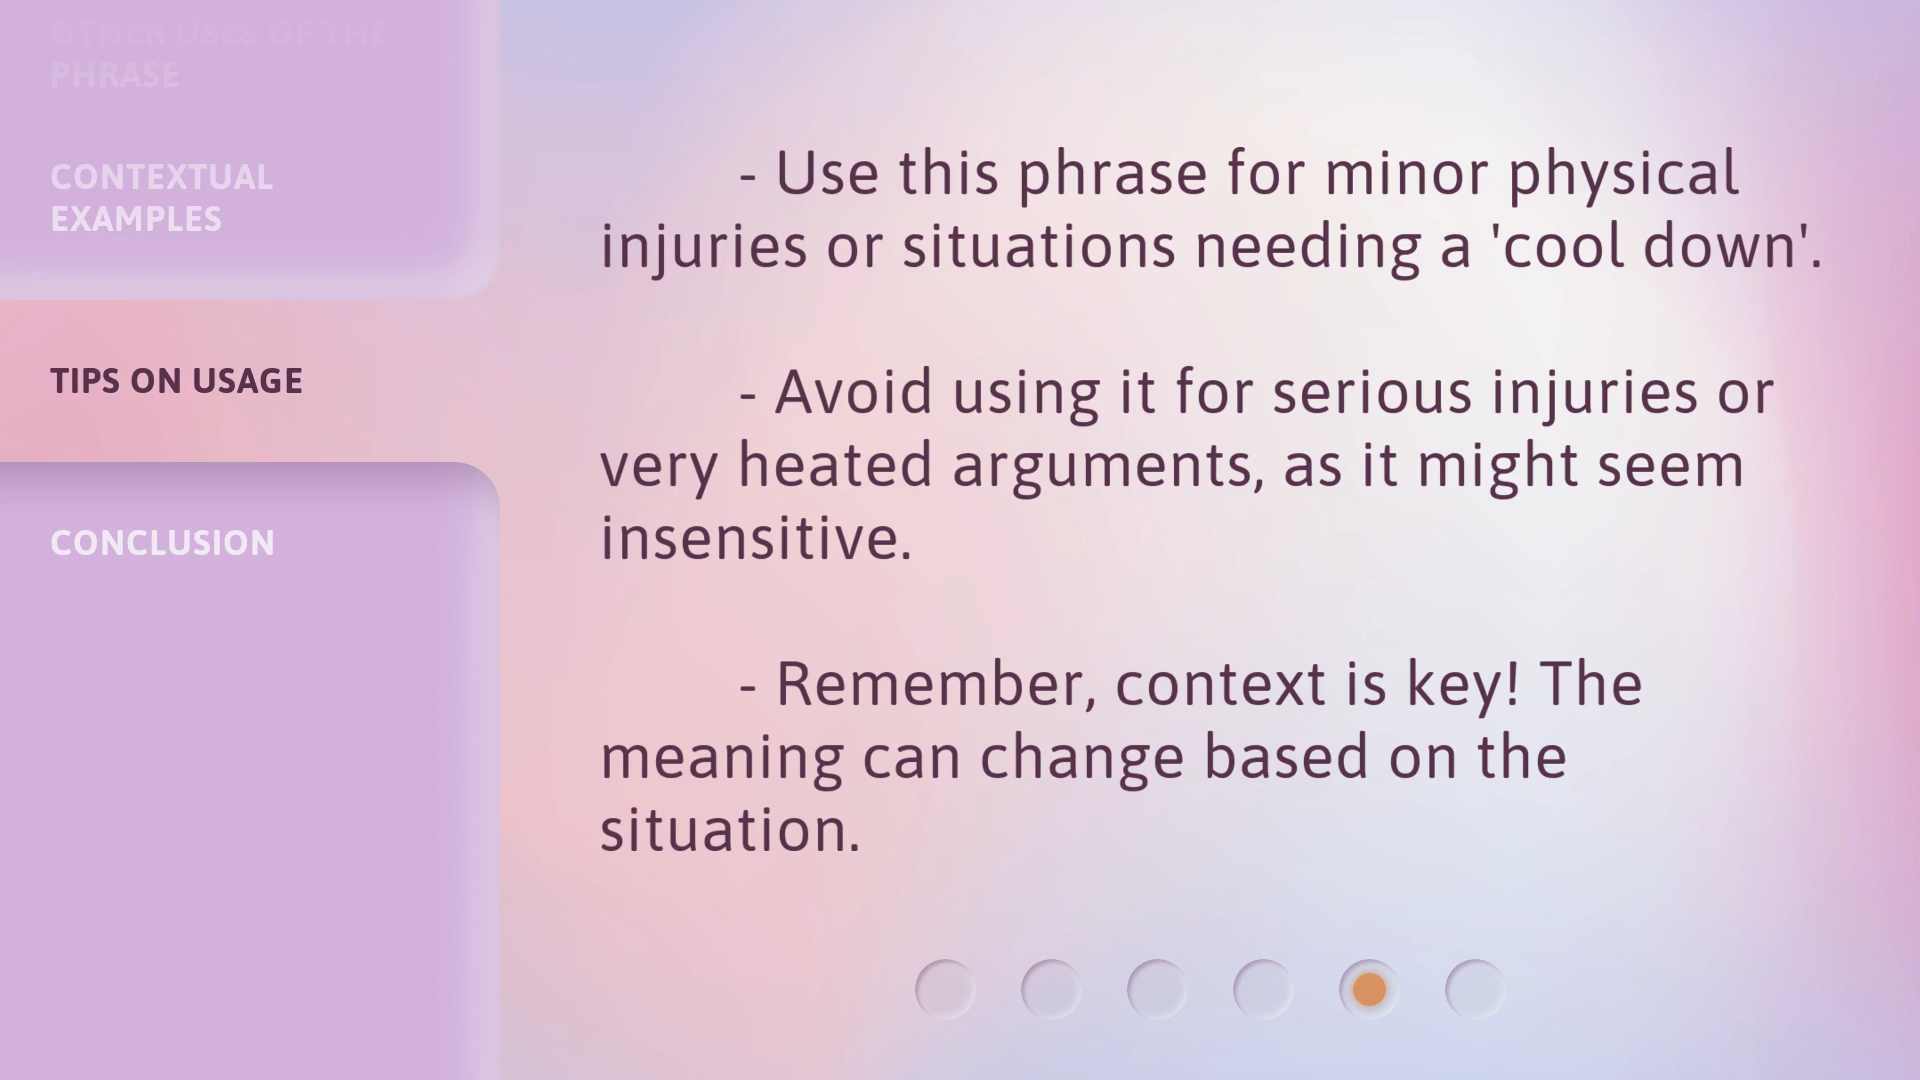 OTHER USES OF THE
PHRASE
CONTEXTUAL
EXAMPLES
TIPS ON USAGE
CONCLUSION
- Use this phrase for minor physical
injuries or situations needing a 'cool down'.
- Avoid using it for serious injuries or
very heated arguments, as it might seem
insensitive.
- Remember, context is key! The
meaning can change based on the
situation.